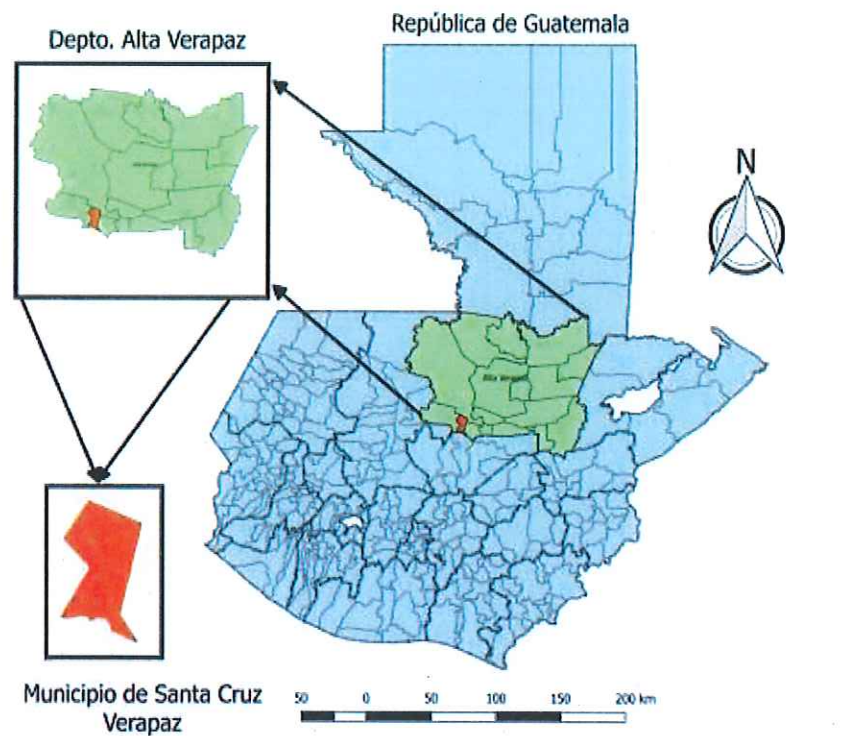 República de Guatemala
Depto. Alta Verapaz
N
Municipio de Santa Cruz
Verapaz
50 0 50 100 150 200 km